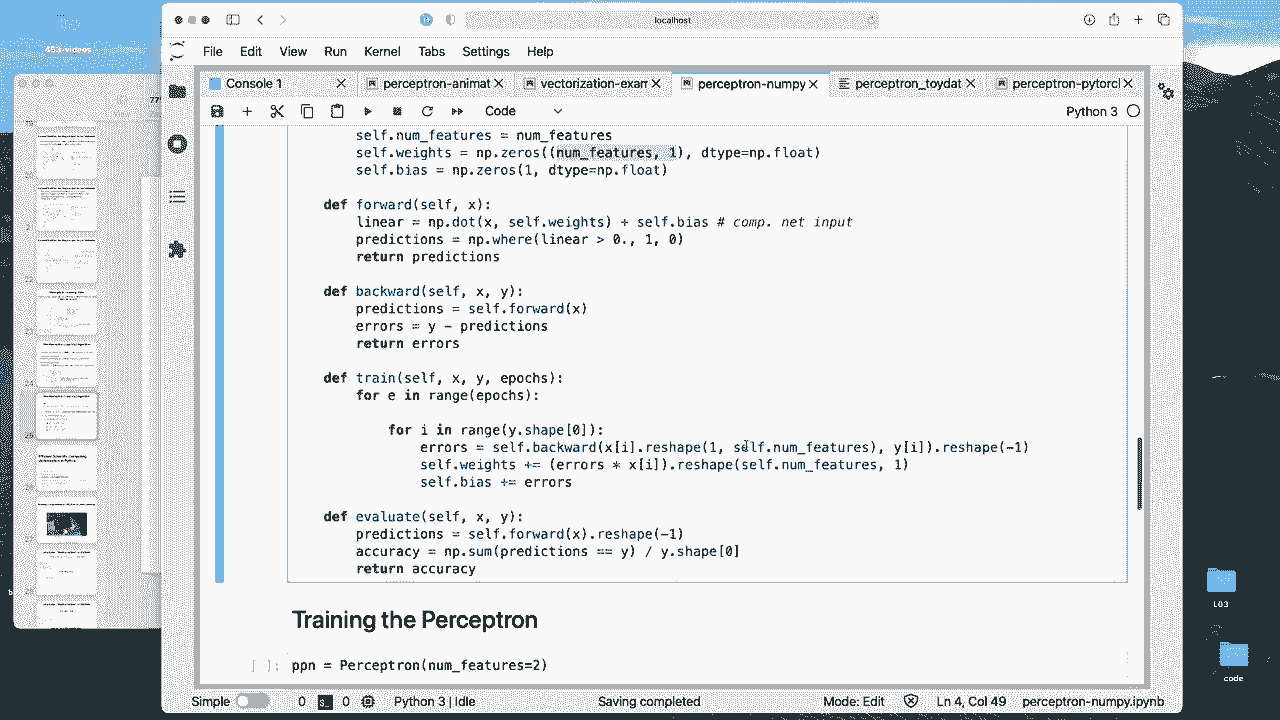 localhost
File Edit View Run Kernel Tabs Settings Help
453-videos
Console 1
perceptron-animat
vectorization-exam
perceptron-numpy
perceptron_toydat
perceptron-pytorcl
Code
Python 3
self.num_features = num_features
self.weights = np.zeros((num_features, 1), dtype=np.float)
self.bias = np.zeros(1, dtype=np.float)
def forward(self, x):
linear = np.dot(x, self.weights) + self.bias # comp. net input
predictions = np.where(linear > 0., 1, 0)
return predictions
def backward(self, x, y):
predictions = self.forward(x)
errors = y - predictions
return errors
def train(self, x, y, epochs):
for e in range(epochs):
for i in range(y.shape[0]):
errors = self.backward(x[i].reshape(1, self.num_features), y[i]).reshape(-1)
self.weights += (errors * x[i]).reshape(self.num_features, 1)
self.bias += errors
def evaluate(self, x, y):
predictions = self.forward(x).reshape(-1)
accuracy = np.sum(predictions == y) / y.shape[0]
return accuracy
Training the Perceptron
[ ]: ppn = Perceptron(num_features=2)
L03
code
Simple 0 0 Python 3 | Idle Saving completed Mode: Edit Ln 4, Col 49 perceptron-numpy.ipynb